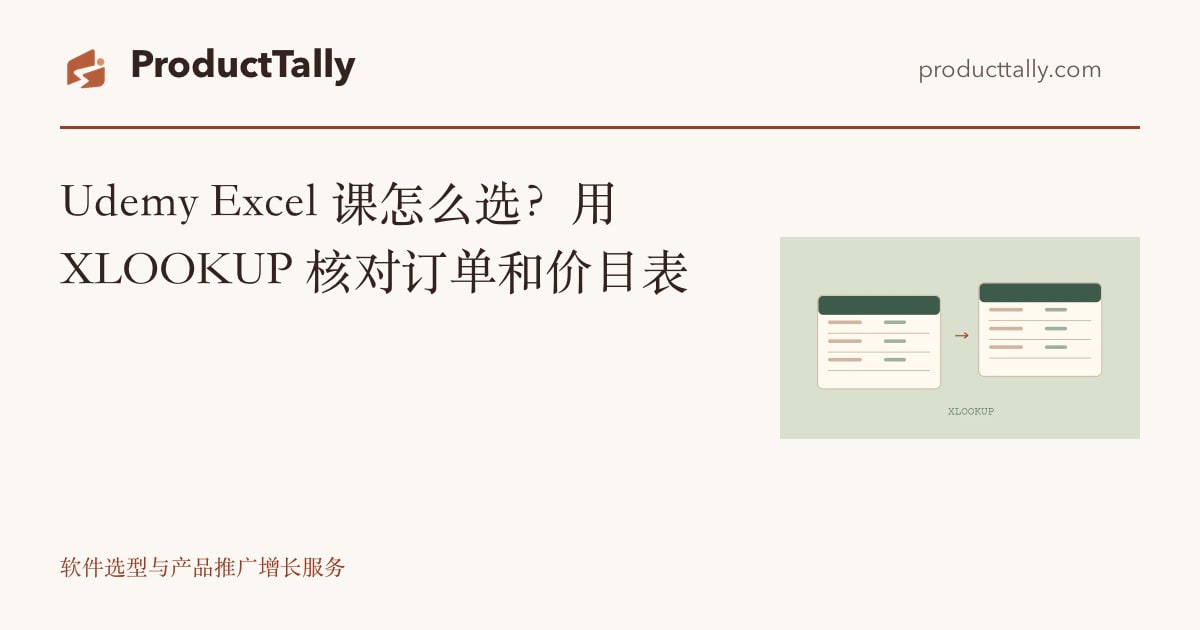 ProductTally
producttally.com
Udemy Excel 课怎么选？用
XLOOKUP 核对订单和价目表
→
XLOOKUP
软件选型与产品推广增长服务